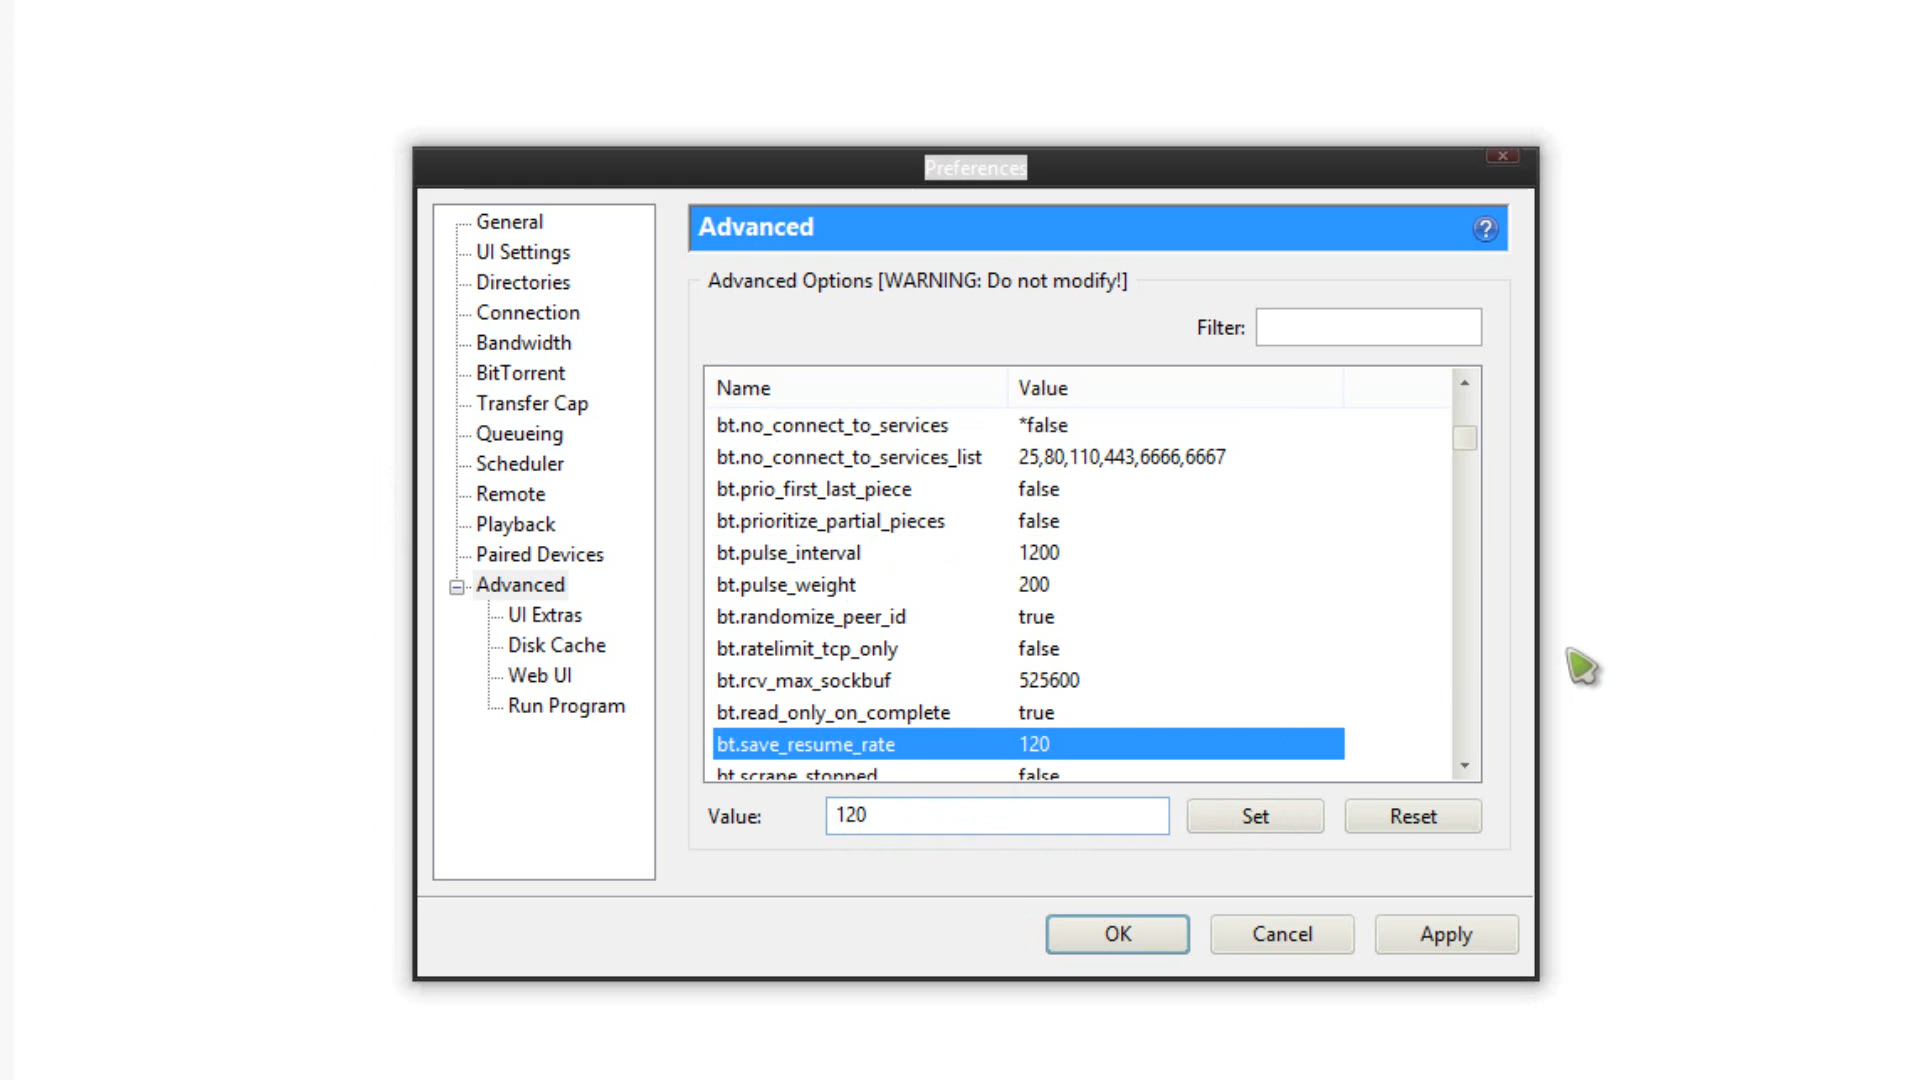 Preferences
General
UI Settings
Directories
Connection
Bandwidth
BitTorrent
Transfer Cap
Queueing
Scheduler
Remote
Playback
Paired Devices
Advanced
UI Extras
Disk Cache
Web UI
Run Program
Advanced
Advanced Options [WARNING: Do not modify!]
Filter:
Name Value
bt.no_connect_to_services *false
bt.no_connect_to_services_list 25,80,110,443,6666,6667
bt.prio_first_last_piece false
bt.prioritize_partial_pieces false
bt.pulse_interval 1200
bt.pulse_weight 200
bt.randomize_peer_id true
bt.ratelimit_tcp_only false
bt.rcv_max_sockbuf 525600
bt.read_only_on_complete true
bt.save_resume_rate 120
bt.scrape_stopped false
Value: 120 Set Reset
OK Cancel Apply